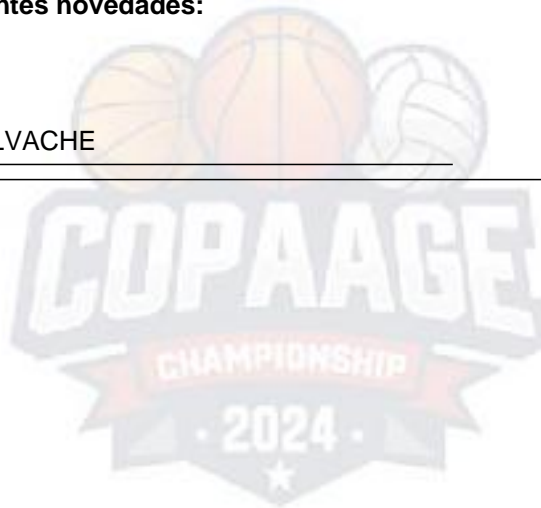 ntes novedades:
LVACHE
COPAAGE
CHAMPIONSHIP
· 2024 ·